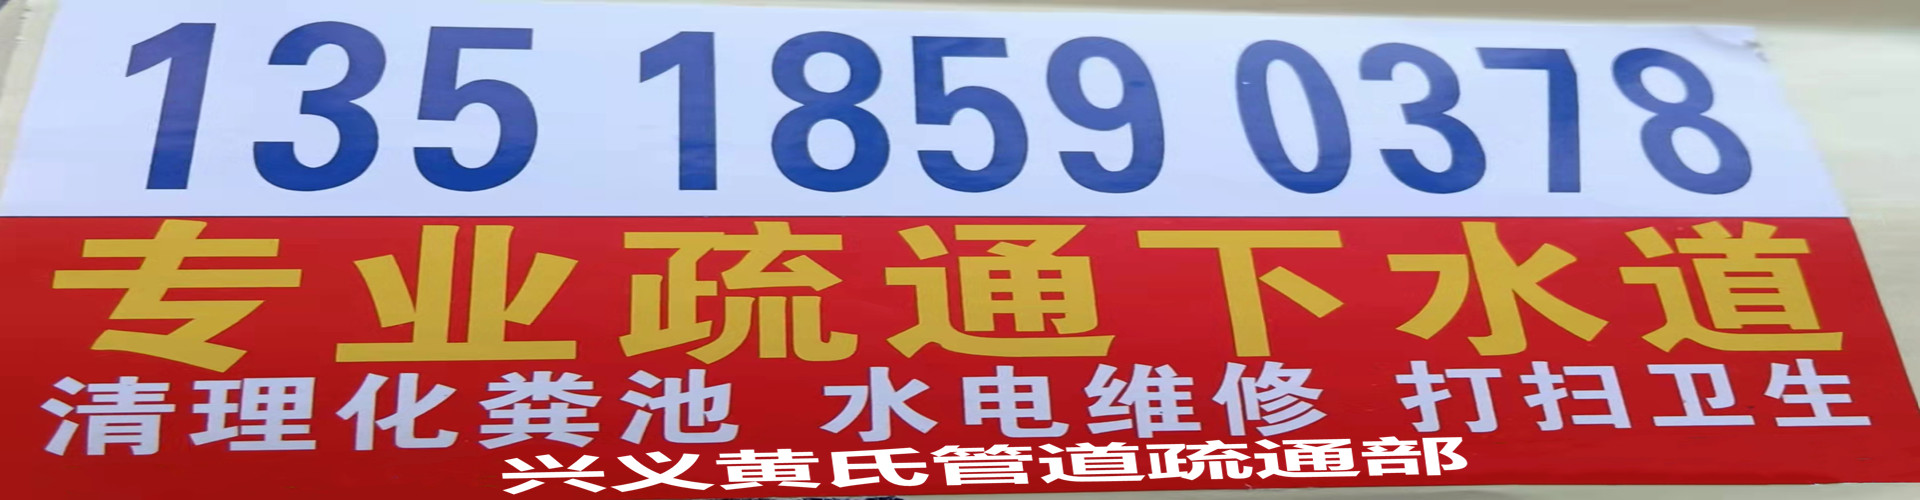 135 1859 0378
专业疏通下水道
清理化粪池 水电维修 打扫卫生
兴义黄氏管道疏通部